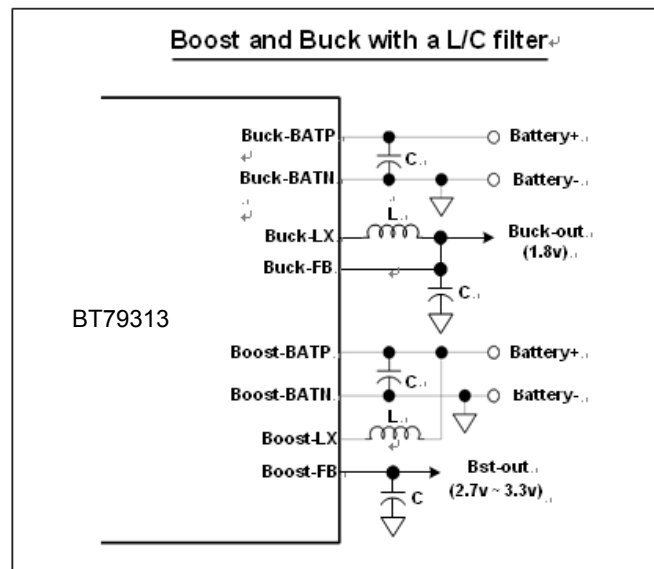 Boost and Buck with a L/C filter
Buck-BATP
Battery+
C
Buck-BATN
Battery-
L
Buck-LX
Buck-out
(1.8v)
Buck-FB
C
BT79313
Boost-BATP
Battery+
C
Boost-BATN
Battery-
L
Boost-LX
Boost-FB
Bst-out
(2.7v ~ 3.3v)
C